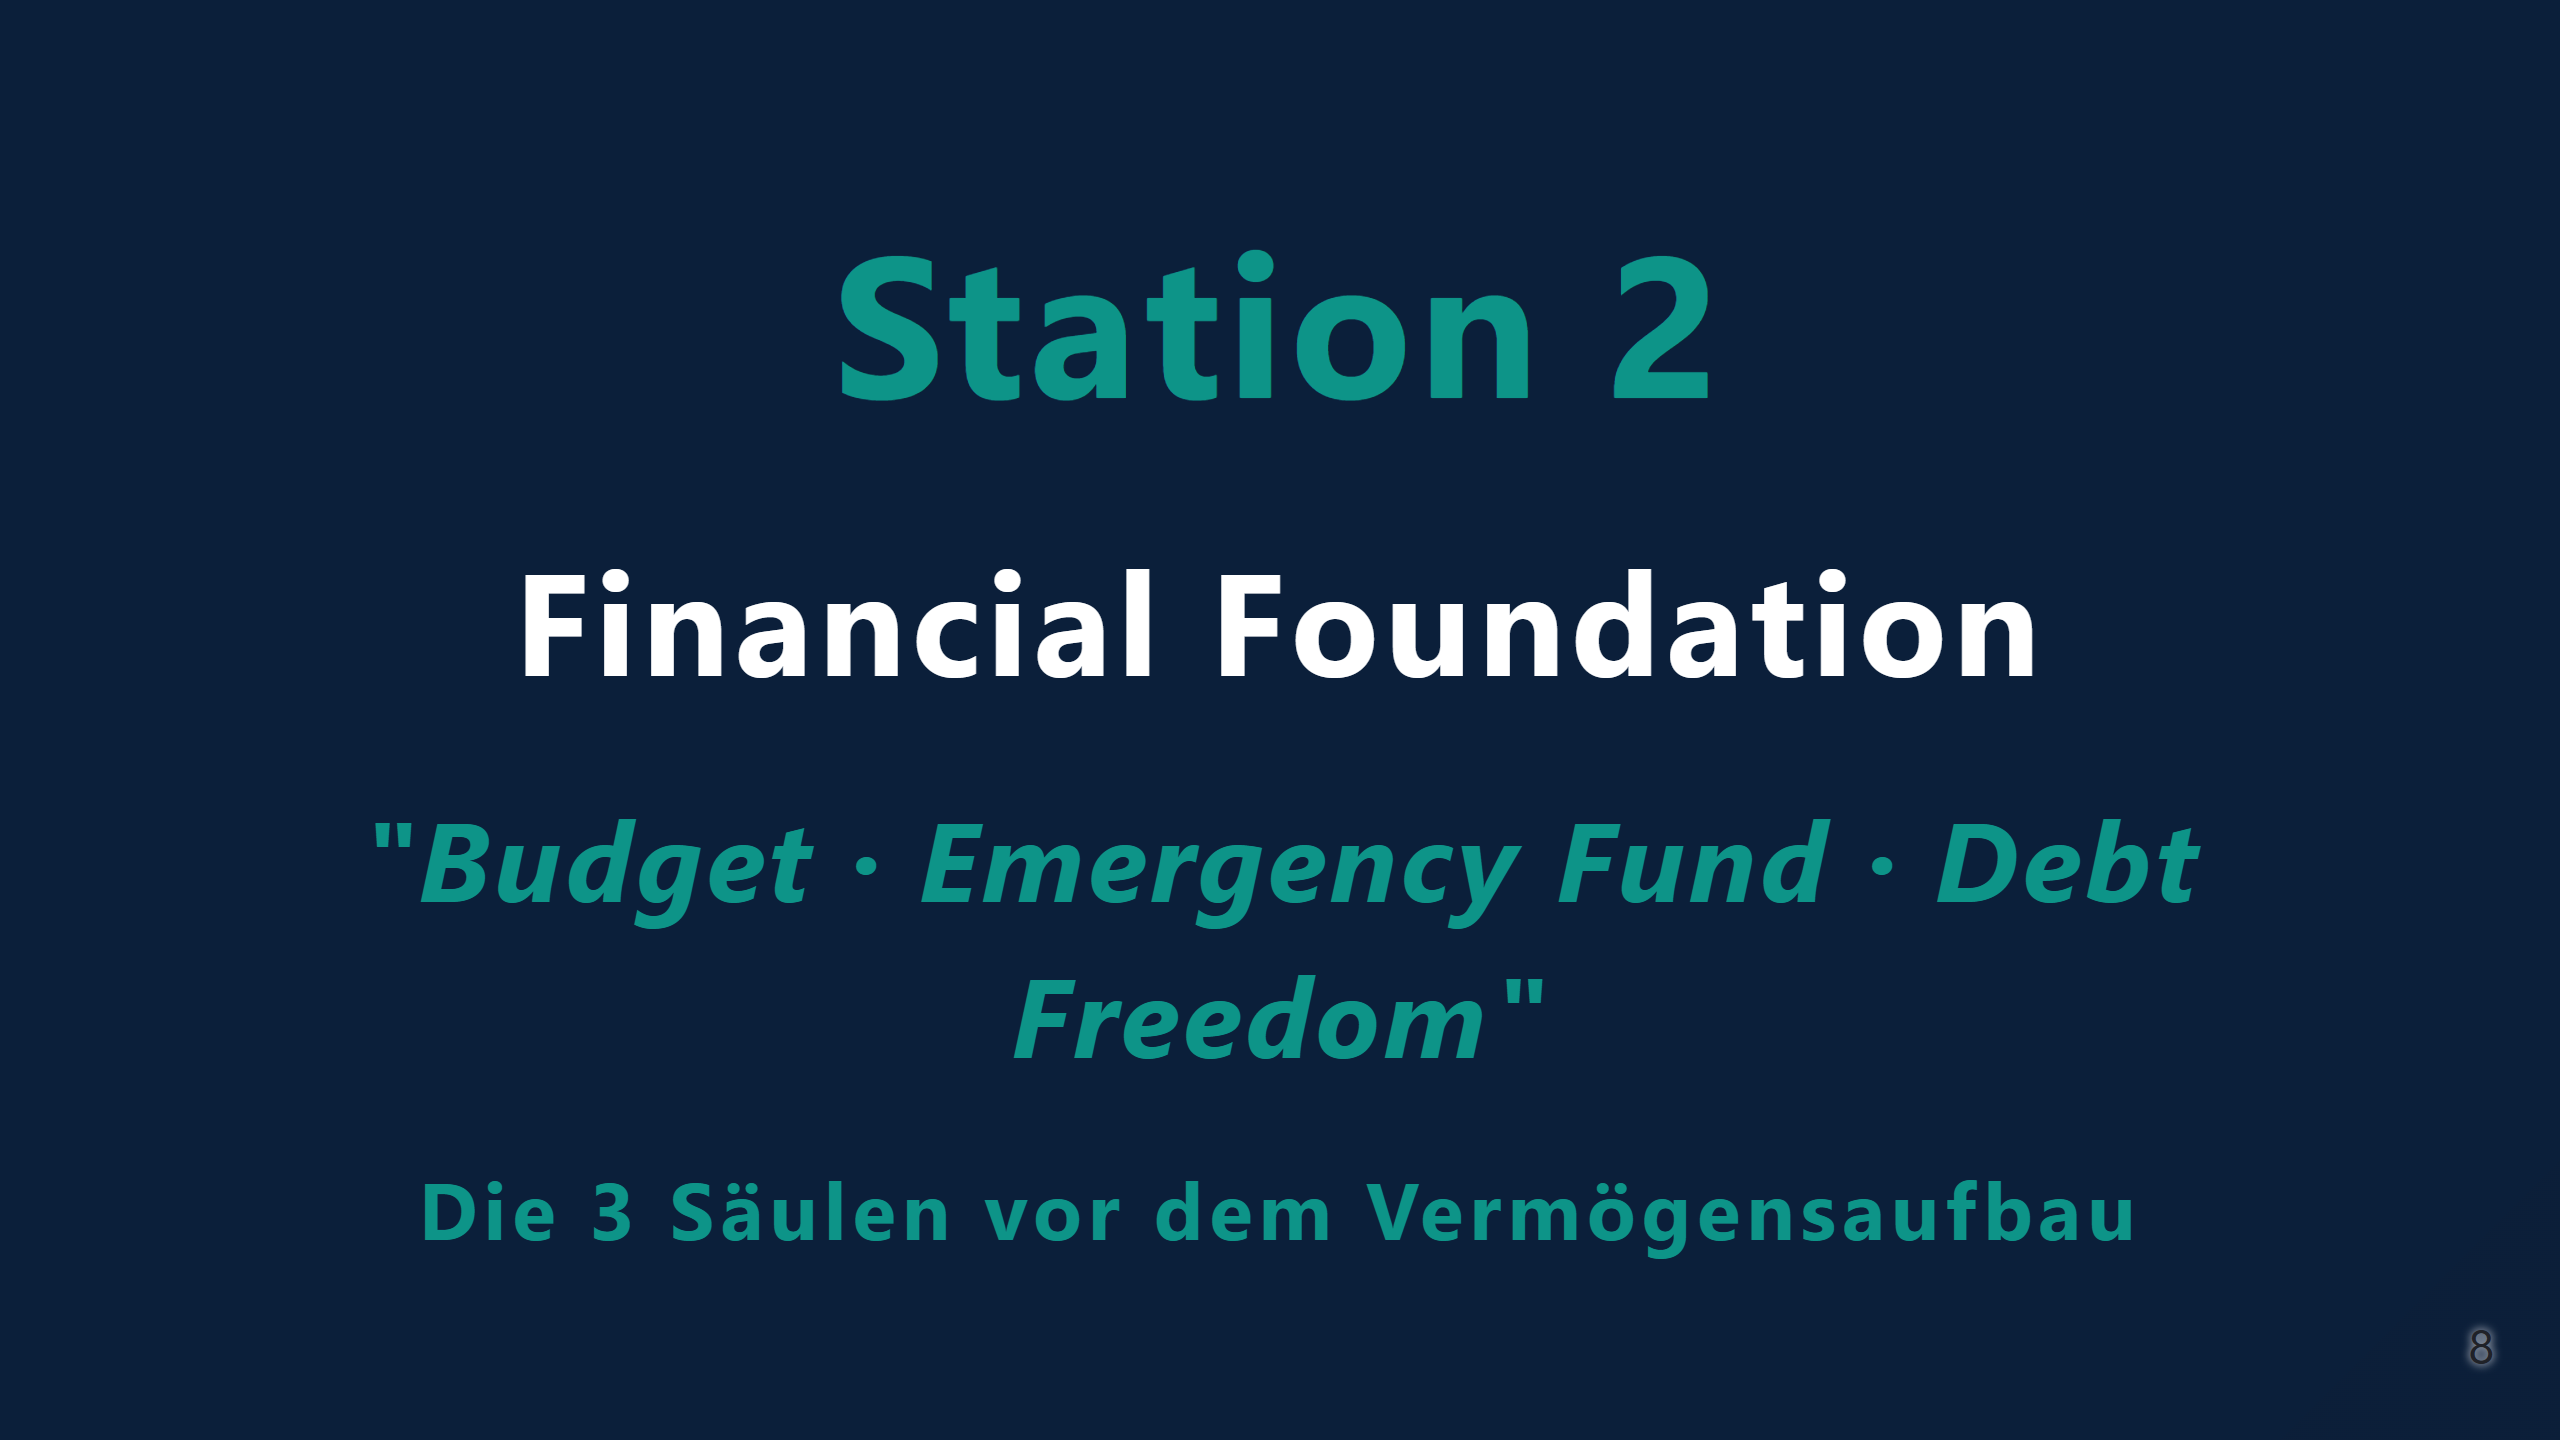 Station 2
Financial Foundation
"Budget · Emergency Fund · Debt
Freedom"
Die 3 Säulen vor dem Vermögensaufbau
8